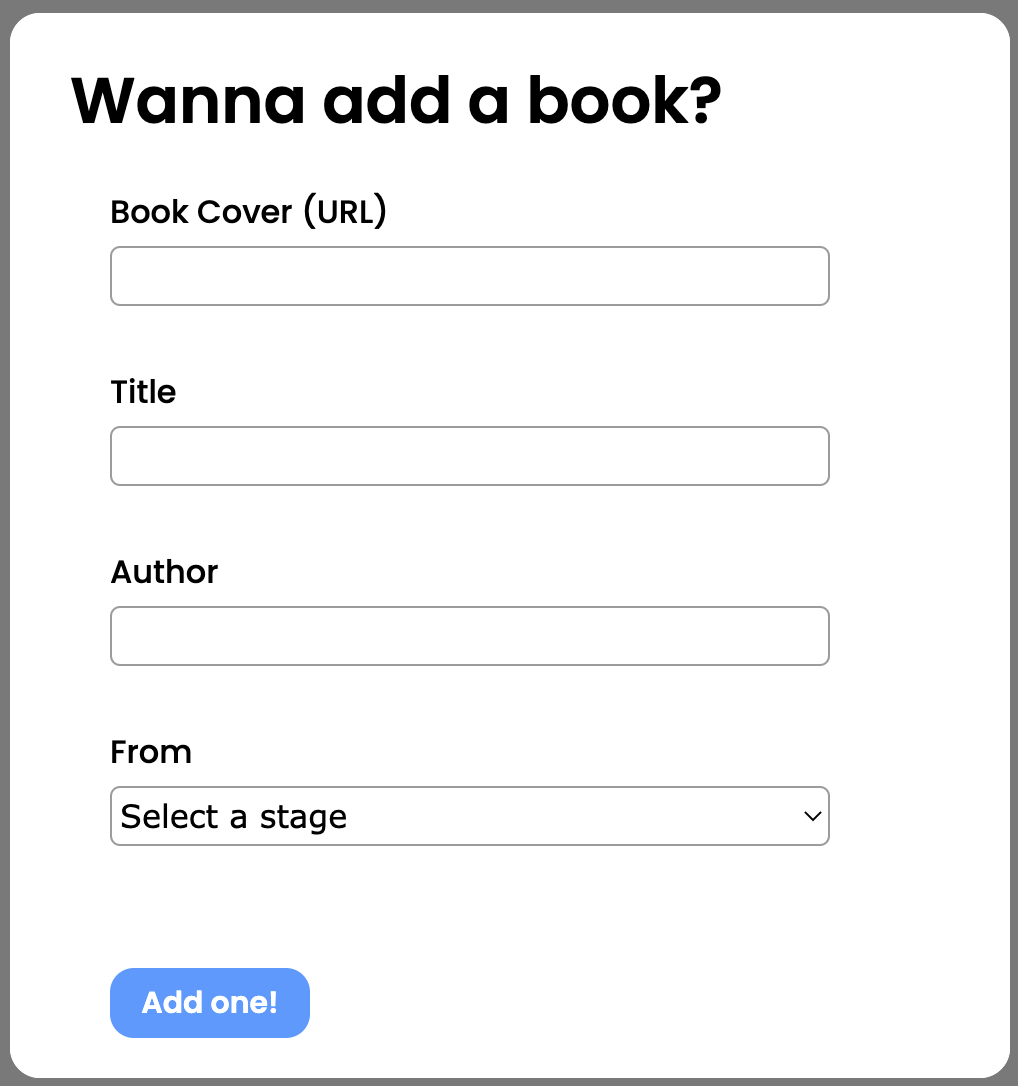 Wanna add a book?
Book Cover (URL)
Title
Author
From
Select a stage
Add one!